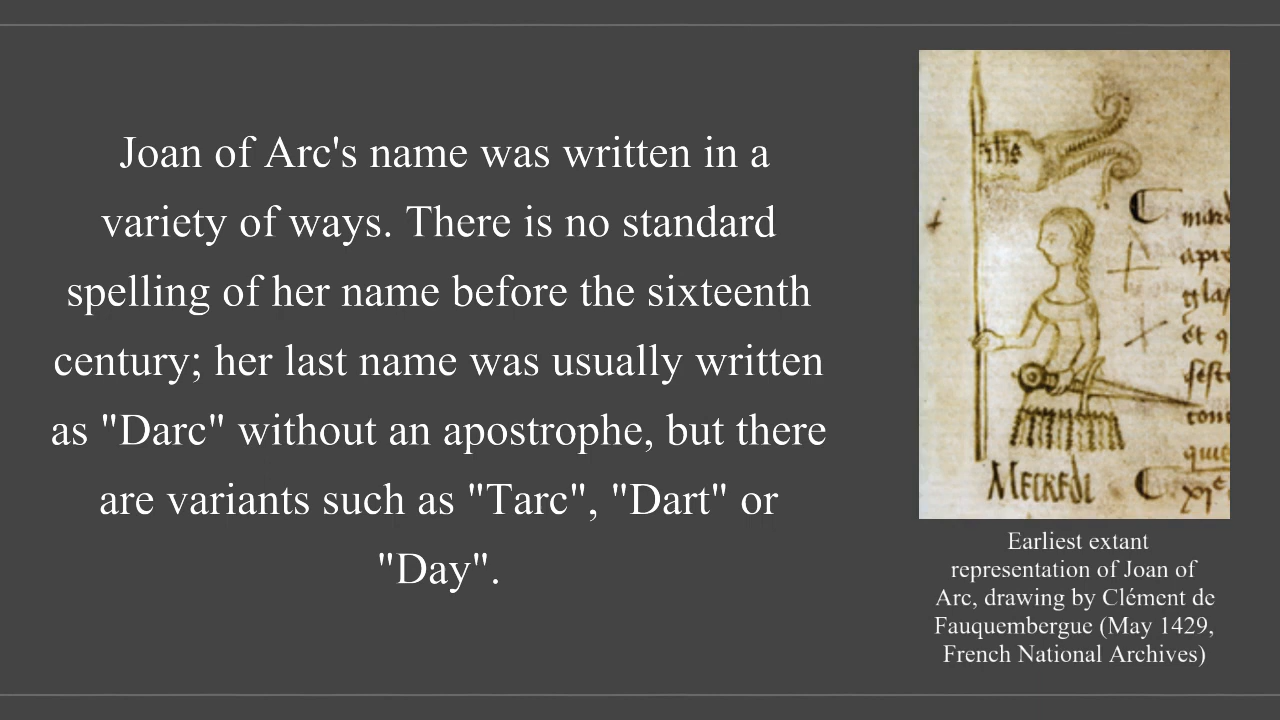 Joan of Arc's name was written in a
variety of ways. There is no standard
spelling of her name before the sixteenth
century; her last name was usually written
as "Darc" without an apostrophe, but there
are variants such as "Tarc", "Dart" or
"Day".
Earliest extant
representation of Joan of
Arc, drawing by Clément de
Fauquembergue (May 1429,
French National Archives)